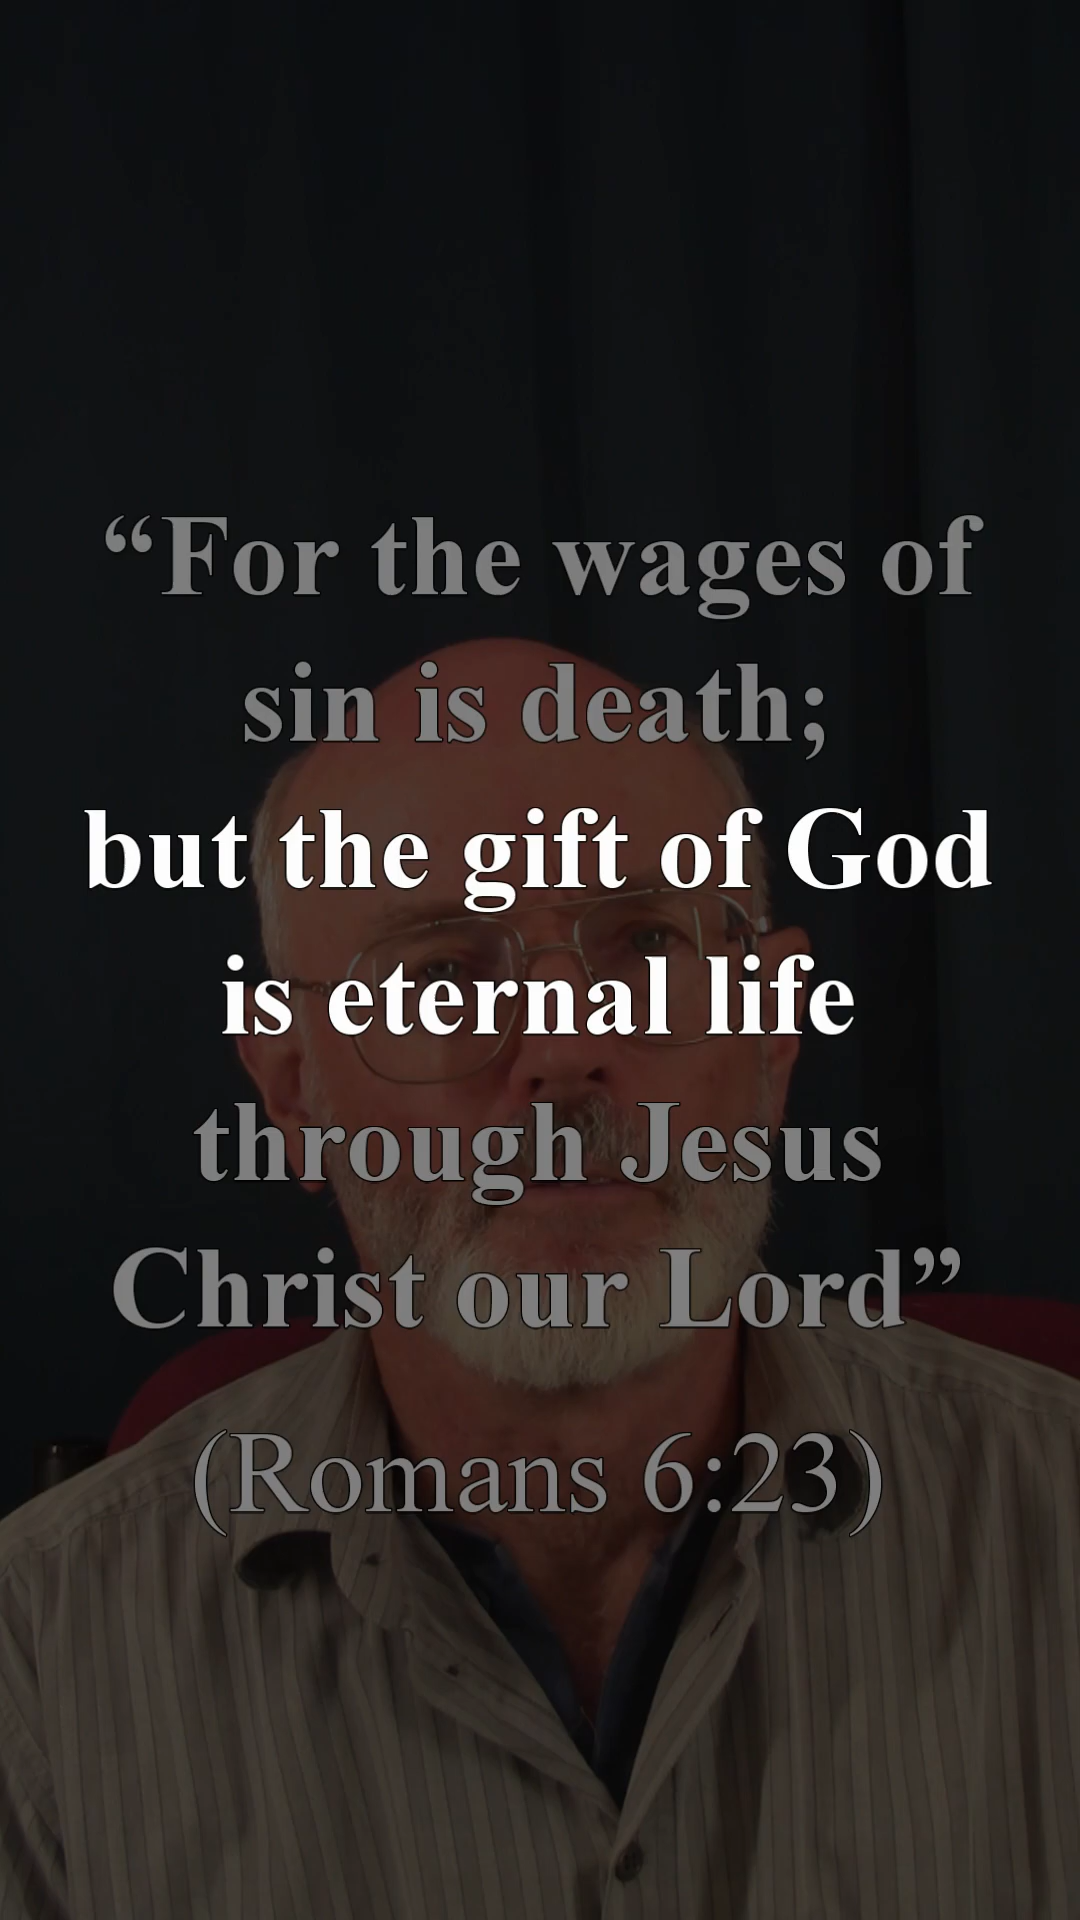 “For the wages of
sin is death;
but the gift of God
is eternal life
through Jesus
Christ our Lord”
(Romans 6:23)